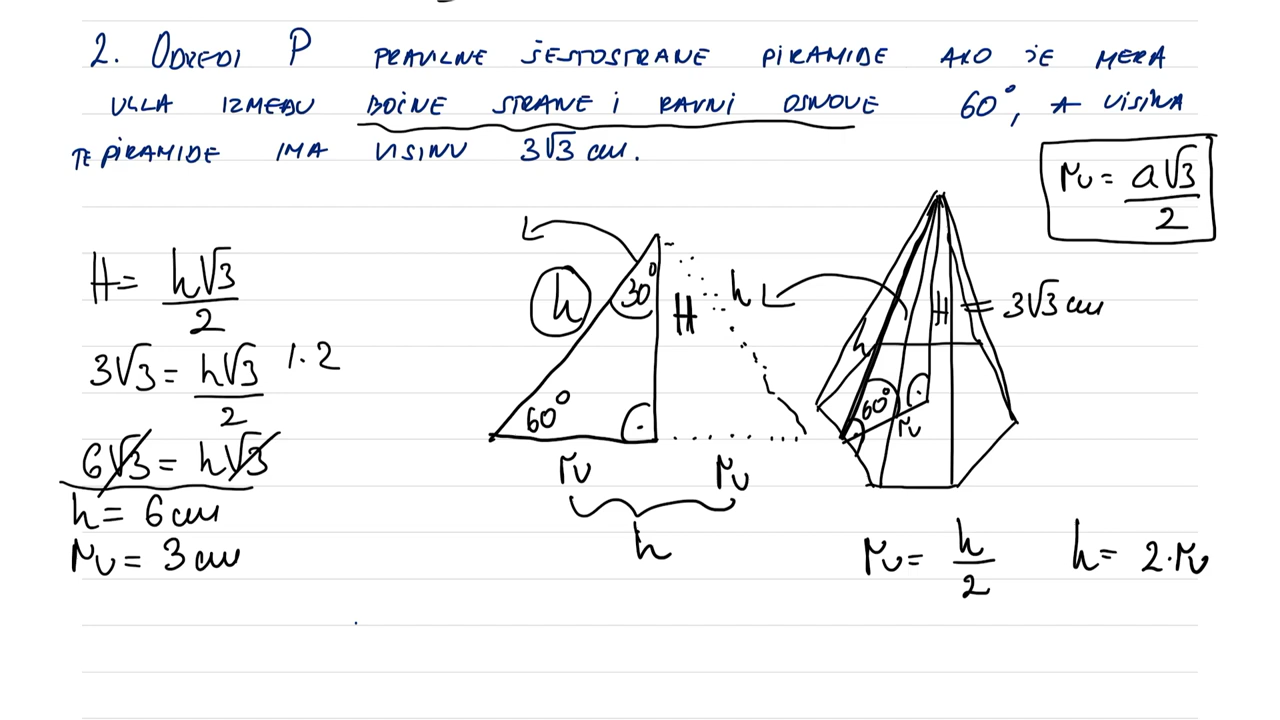 2. ODREDI P PRAVILNE ŠESTOSTRANE PIRAMIDE AKO JE MERA
UGLA IZMEĐU BOČNE STRANE I RAVNI OSNOVE 60°, A VISINA
TE PIRAMIDE IMA VISINU 3√3 cm.
ru = a√3/2
H = h√3/2
3√3 = h√3/2 /·2
6√3 = h√3
h = 6 cm
ru = 3 cm
h 30° H
60°
ru ru
h
h H = 3√3 cm
h
60° ru
ru = h/2 h = 2·ru